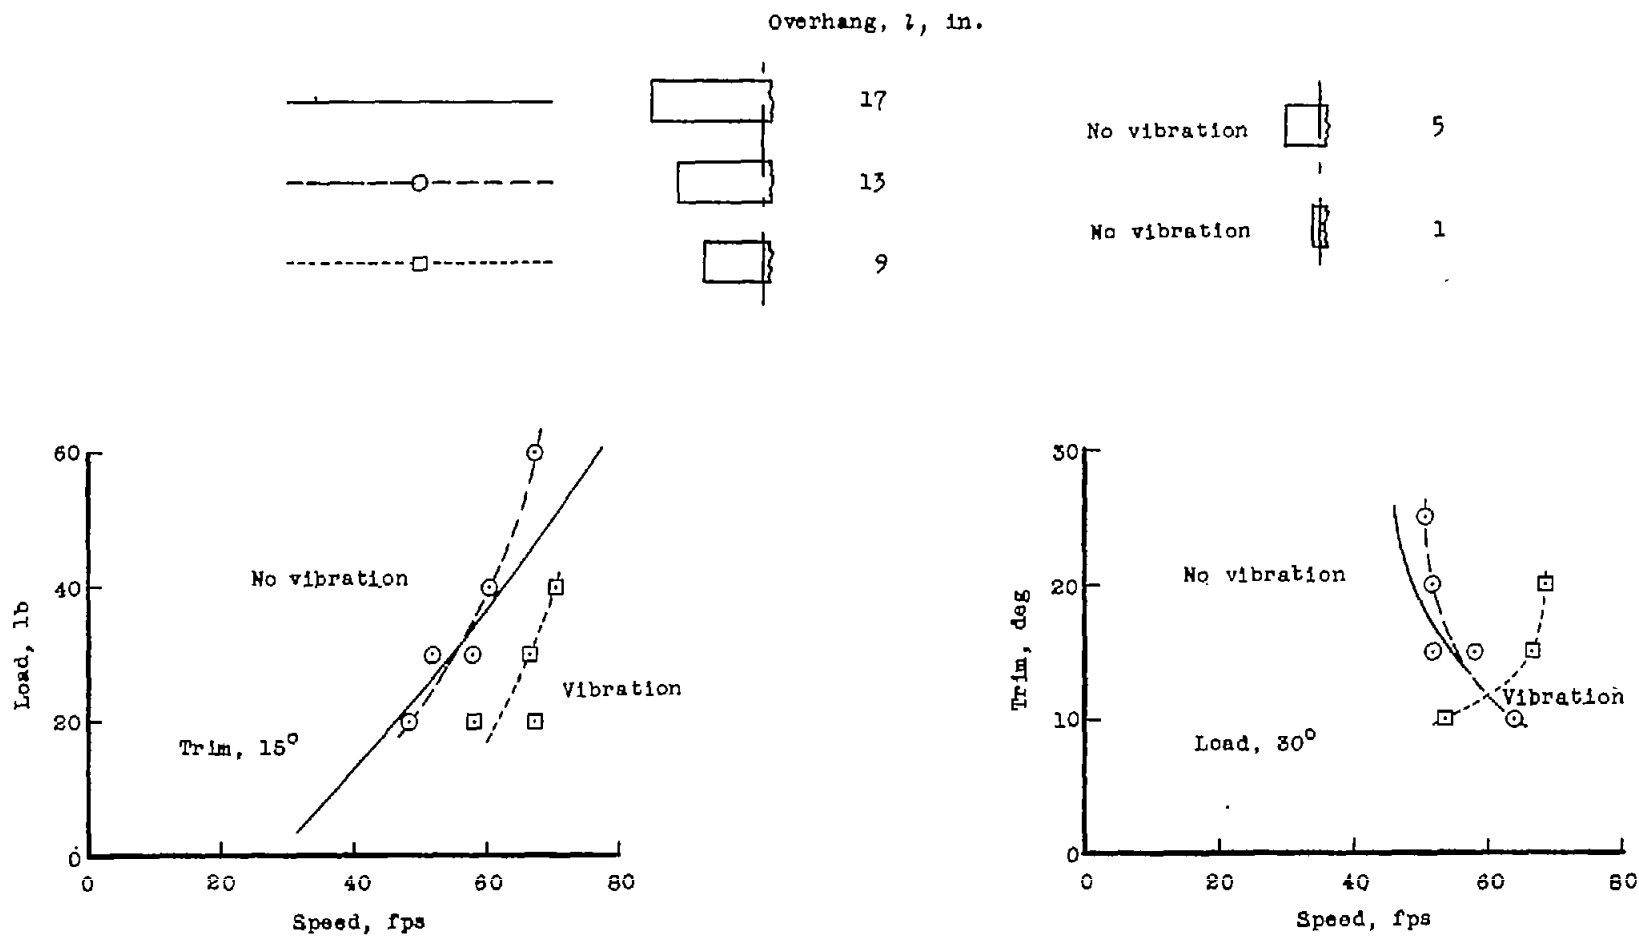 Overhang, l, in.
17
13
9
No vibration 5
No vibration 1
60
40
20
0
Load, lb
No vibration
Vibration
Trim, 15°
0 20 40 60 80
Speed, fps
30
20
10
0
Trim, deg
No vibration
Vibration
Load, 30°
0 20 40 60 80
Speed, fps